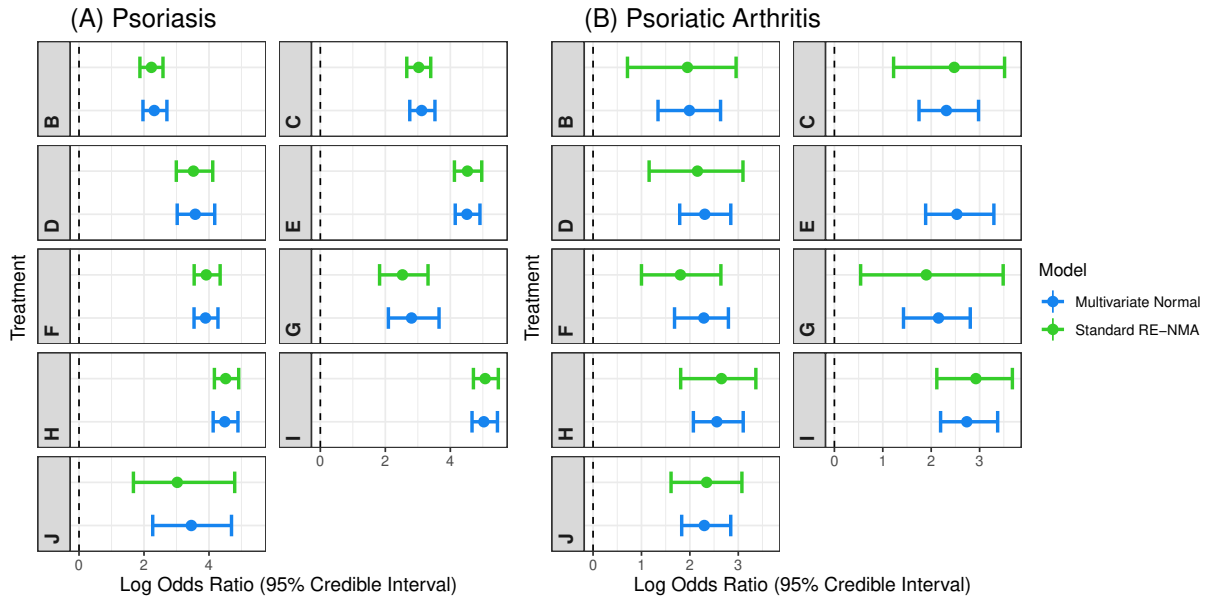 (A) Psoriasis
(B) Psoriatic Arthritis
Treatment
B
C
D
E
F
G
H
I
J
0 2 4
0 2 4
Log Odds Ratio (95% Credible Interval)
Treatment
B
C
D
E
F
G
H
I
J
0 1 2 3
0 1 2 3
Log Odds Ratio (95% Credible Interval)
Model
Multivariate Normal
Standard RE−NMA